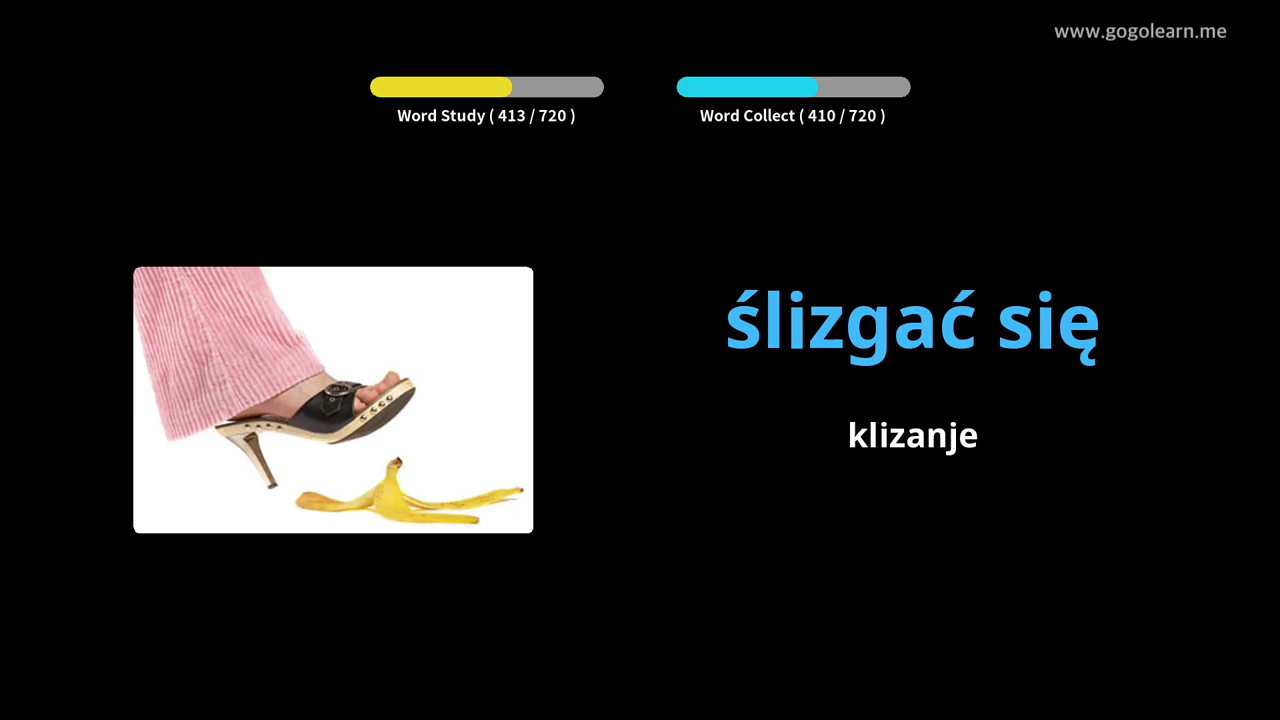 www.gogolearn.me
Word Study ( 413 / 720 )
Word Collect ( 410 / 720 )
ślizgać się
klizanje